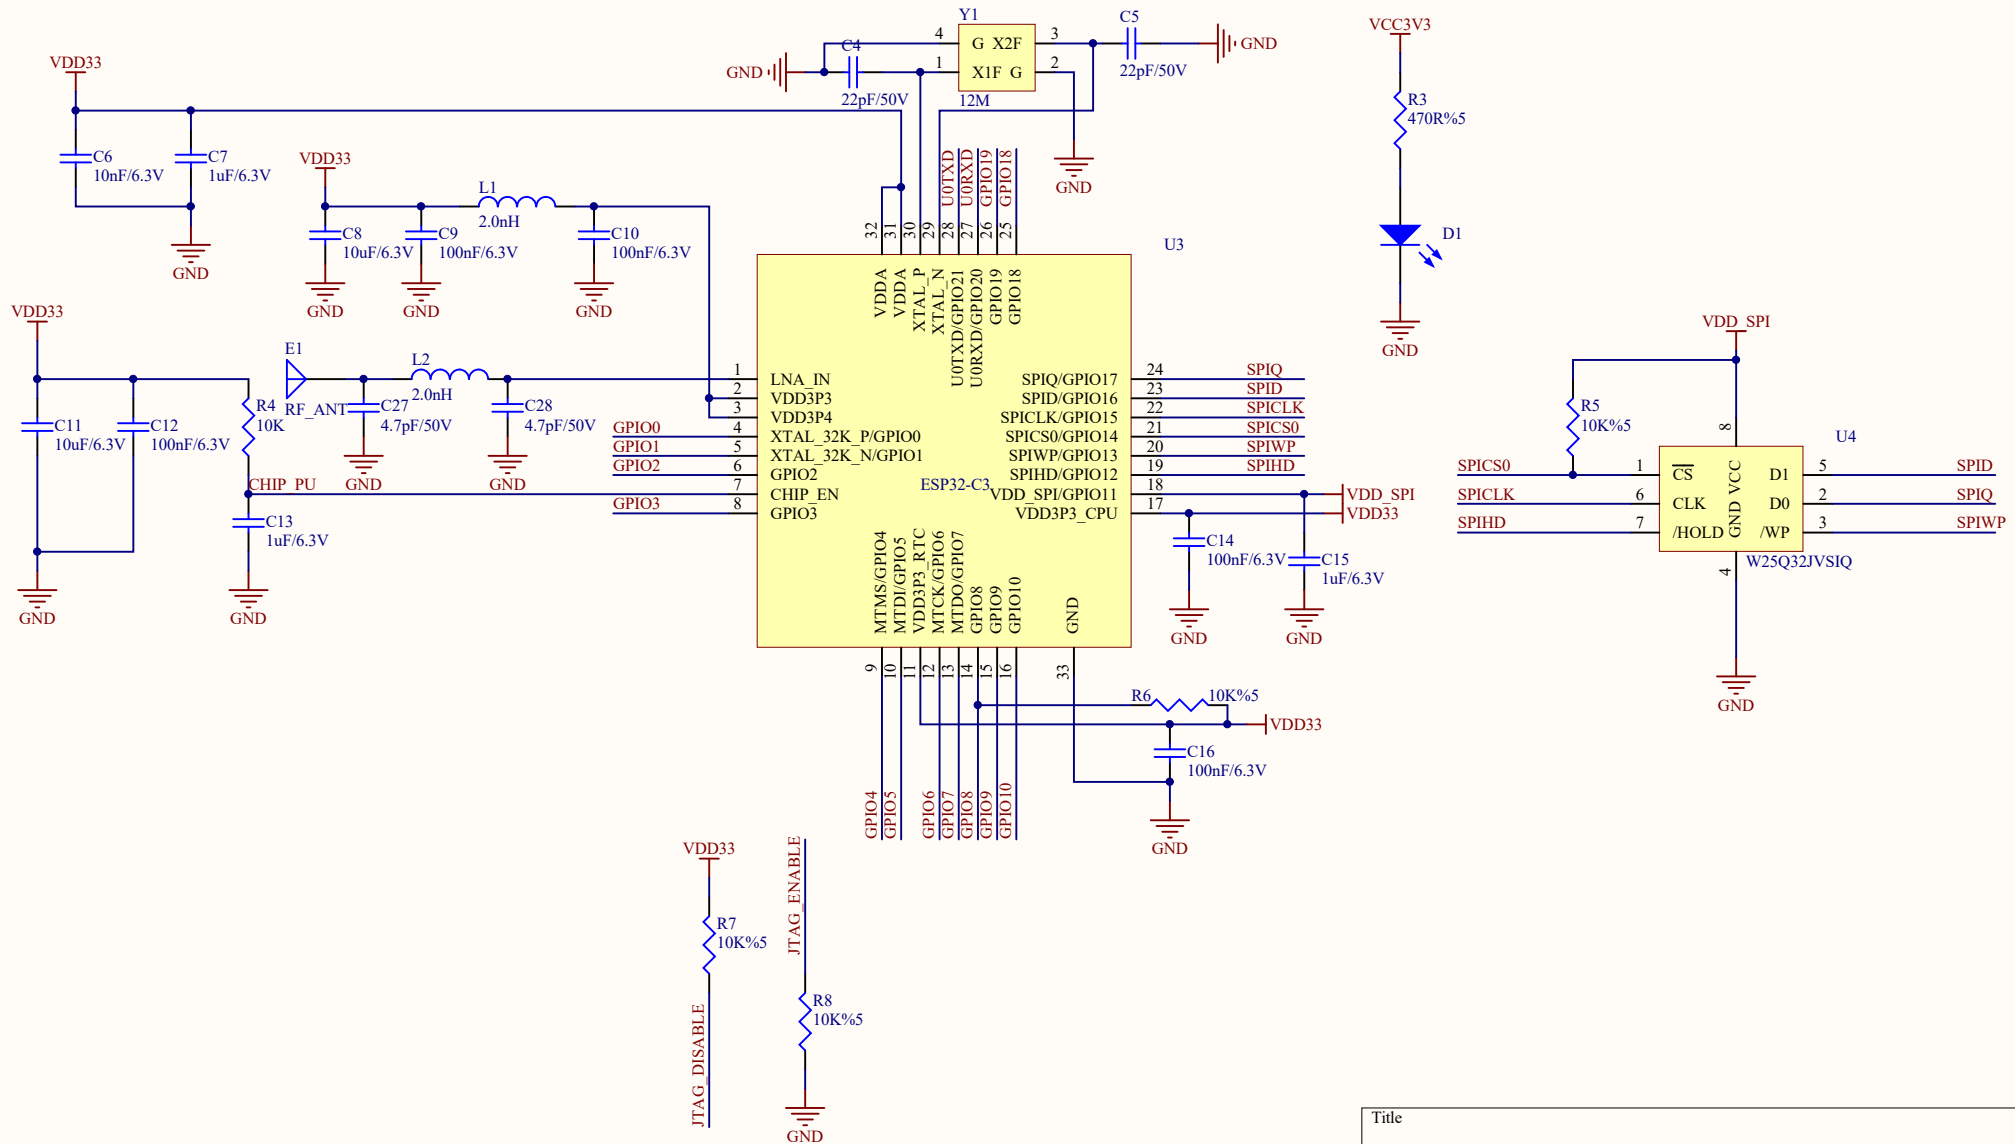 Y1
4 G X2F 3
1 X1F G 2
12M
C4
22pF/50V
GND
C5
22pF/50V
GND
GND
VCC3V3
R3
470R%5
D1
GND
VDD33
C6
10nF/6.3V
C7
1uF/6.3V
GND
VDD33
C8
10uF/6.3V
C9
100nF/6.3V
L1
2.0nH
C10
100nF/6.3V
GND
GND
GND
U0TXD
U0RXD
GPIO19
GPIO18
32
31
30
29
28
27
26
25
U3
VDDA
VDDA
XTAL_P
XTAL_N
U0TXD/GPIO21
U0RXD/GPIO20
GPIO19
GPIO18
VDD33
C11
10uF/6.3V
C12
100nF/6.3V
R4
10K
E1
RF_ANT
L2
2.0nH
C27
4.7pF/50V
C28
4.7pF/50V
GND
GND
CHIP_PU
C13
1uF/6.3V
GND
GND
1 LNA_IN
2 VDD3P3
3 VDD3P4
GPIO0 4 XTAL_32K_P/GPIO0
GPIO1 5 XTAL_32K_N/GPIO1
GPIO2 6 GPIO2
7 CHIP_EN
GPIO3 8 GPIO3
ESP32-C3
SPIQ/GPIO17 24 SPIQ
SPID/GPIO16 23 SPID
SPICLK/GPIO15 22 SPICLK
SPICS0/GPIO14 21 SPICS0
SPIWP/GPIO13 20 SPIWP
SPIHD/GPIO12 19 SPIHD
VDD_SPI/GPIO11 18 VDD_SPI
VDD3P3_CPU 17 VDD33
C14
100nF/6.3V
C15
1uF/6.3V
GND
GND
MTMS/GPIO4
MTDI/GPIO5
VDD3P3_RTC
MTCK/GPIO6
MTDO/GPIO7
GPIO8
GPIO9
GPIO10
GND
9
10
11
12
13
14
15
16
33
GPIO4
GPIO5
GPIO6
GPIO7
GPIO8
GPIO9
GPIO10
R6 10K%5
VDD33
C16
100nF/6.3V
GND
VDD_SPI
R5
10K%5
8
U4
SPICS0 1 CS
SPICLK 6 CLK
SPIHD 7 /HOLD
GND VCC
D1 5 SPID
D0 2 SPIQ
/WP 3 SPIWP
4
W25Q32JVSIQ
GND
VDD33
R7
10K%5
JTAG_DISABLE
JTAG_ENABLE
R8
10K%5
GND
Title